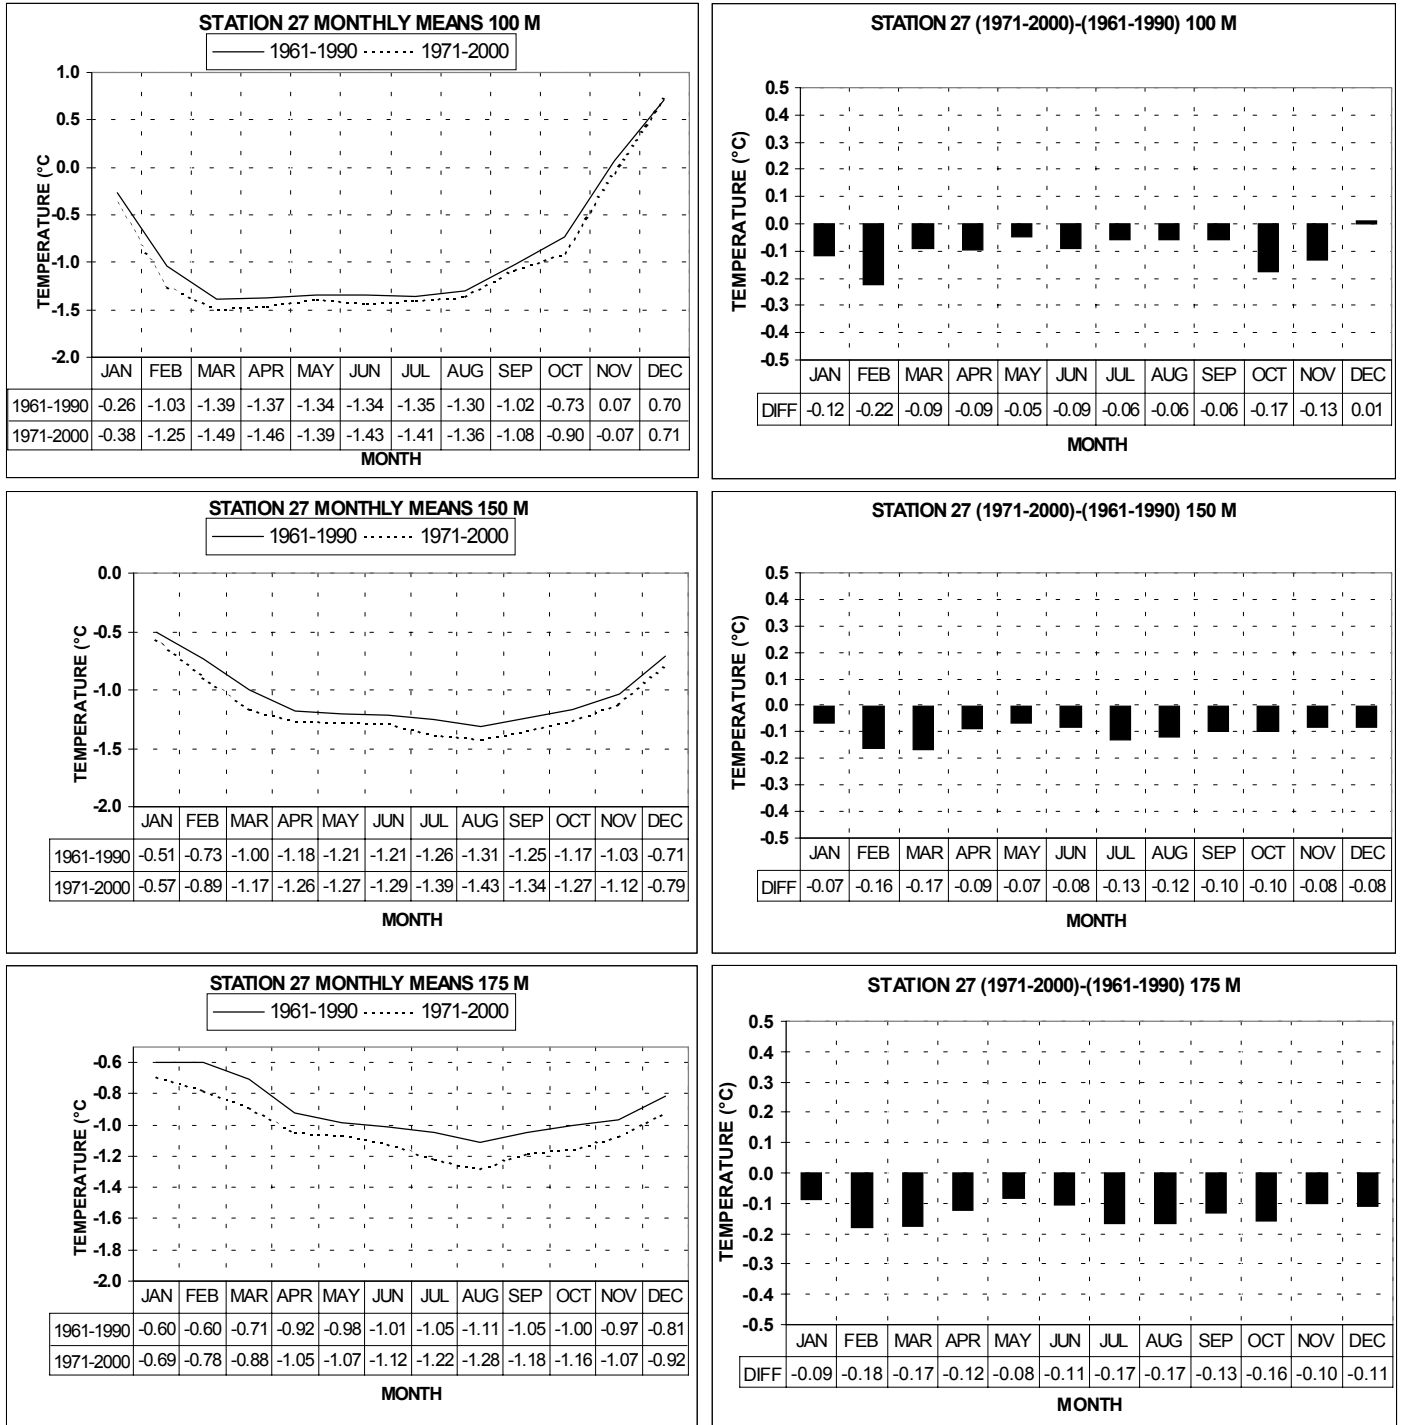 STATION 27 MONTHLY MEANS 100 M
1961-1990 1971-2000
TEMPERATURE (°C
1.0
0.5
0.0
-0.5
-1.0
-1.5
-2.0
JAN FEB MAR APR MAY JUN JUL AUG SEP OCT NOV DEC
1961-1990 -0.26 -1.03 -1.39 -1.37 -1.34 -1.34 -1.35 -1.30 -1.02 -0.73 0.07 0.70
1971-2000 -0.38 -1.25 -1.49 -1.46 -1.39 -1.43 -1.41 -1.36 -1.08 -0.90 -0.07 0.71
MONTH
STATION 27 (1971-2000)-(1961-1990) 100 M
TEMPERATURE (°C)
0.5
0.4
0.3
0.2
0.1
0.0
-0.1
-0.2
-0.3
-0.4
-0.5
JAN FEB MAR APR MAY JUN JUL AUG SEP OCT NOV DEC
DIFF -0.12 -0.22 -0.09 -0.09 -0.05 -0.09 -0.06 -0.06 -0.06 -0.17 -0.13 0.01
MONTH
STATION 27 MONTHLY MEANS 150 M
1961-1990 1971-2000
TEMPERATURE (°C
0.0
-0.5
-1.0
-1.5
-2.0
JAN FEB MAR APR MAY JUN JUL AUG SEP OCT NOV DEC
1961-1990 -0.51 -0.73 -1.00 -1.18 -1.21 -1.21 -1.26 -1.31 -1.25 -1.17 -1.03 -0.71
1971-2000 -0.57 -0.89 -1.17 -1.26 -1.27 -1.29 -1.39 -1.43 -1.34 -1.27 -1.12 -0.79
MONTH
STATION 27 (1971-2000)-(1961-1990) 150 M
TEMPERATURE (°C)
0.5
0.4
0.3
0.2
0.1
0.0
-0.1
-0.2
-0.3
-0.4
-0.5
JAN FEB MAR APR MAY JUN JUL AUG SEP OCT NOV DEC
DIFF -0.07 -0.16 -0.17 -0.09 -0.07 -0.08 -0.13 -0.12 -0.10 -0.10 -0.08 -0.08
MONTH
STATION 27 MONTHLY MEANS 175 M
1961-1990 1971-2000
TEMPERATURE (°C
-0.6
-0.8
-1.0
-1.2
-1.4
-1.6
-1.8
-2.0
JAN FEB MAR APR MAY JUN JUL AUG SEP OCT NOV DEC
1961-1990 -0.60 -0.60 -0.71 -0.92 -0.98 -1.01 -1.05 -1.11 -1.05 -1.00 -0.97 -0.81
1971-2000 -0.69 -0.78 -0.88 -1.05 -1.07 -1.12 -1.22 -1.28 -1.18 -1.16 -1.07 -0.92
MONTH
STATION 27 (1971-2000)-(1961-1990) 175 M
TEMPERATURE (°C)
0.5
0.4
0.3
0.2
0.1
0.0
-0.1
-0.2
-0.3
-0.4
-0.5
JAN FEB MAR APR MAY JUN JUL AUG SEP OCT NOV DEC
DIFF -0.09 -0.18 -0.17 -0.12 -0.08 -0.11 -0.17 -0.17 -0.13 -0.16 -0.10 -0.11
MONTH